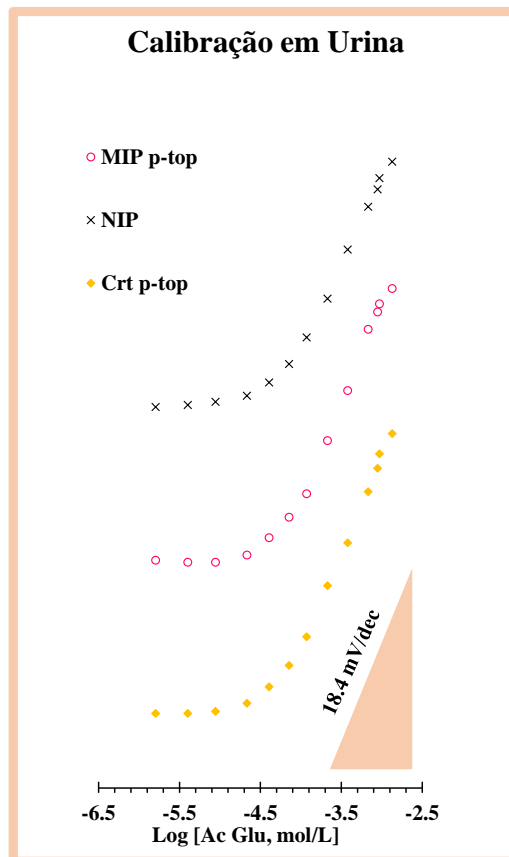 Calibração em Urina
MIP p-top
NIP
Crt p-top
18.4 mV/dec
-6.5 -5.5 -4.5 -3.5 -2.5
Log [Ac Glu, mol/L]